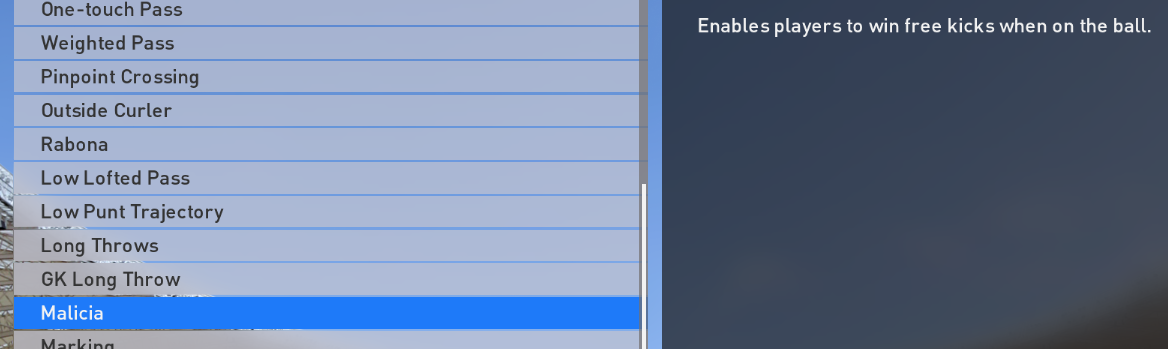 One-touch Pass
Weighted Pass
Pinpoint Crossing
Outside Curler
Rabona
Low Lofted Pass
Low Punt Trajectory
Long Throws
GK Long Throw
Malicia
Marking
Enables players to win free kicks when on the ball.